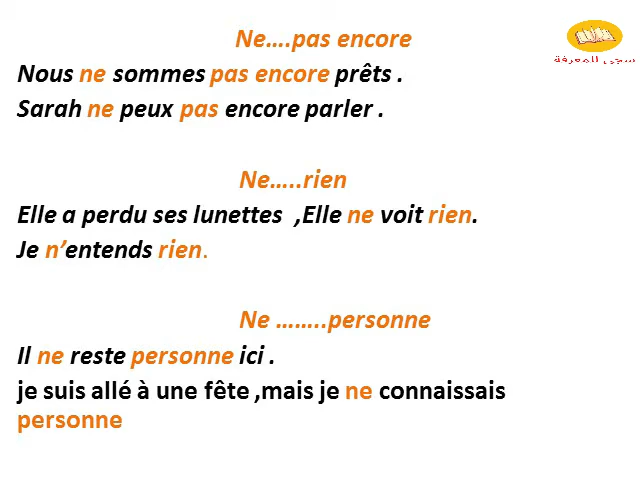 Ne….pas encore
Nous ne sommes pas encore prêts .
Sarah ne peux pas encore parler .
Ne…..rien
Elle a perdu ses lunettes ,Elle ne voit rien.
Je n’entends rien.
Ne ……..personne
Il ne reste personne ici .
je suis allé à une fête ,mais je ne connaissais
personne
سجى للمعرفة